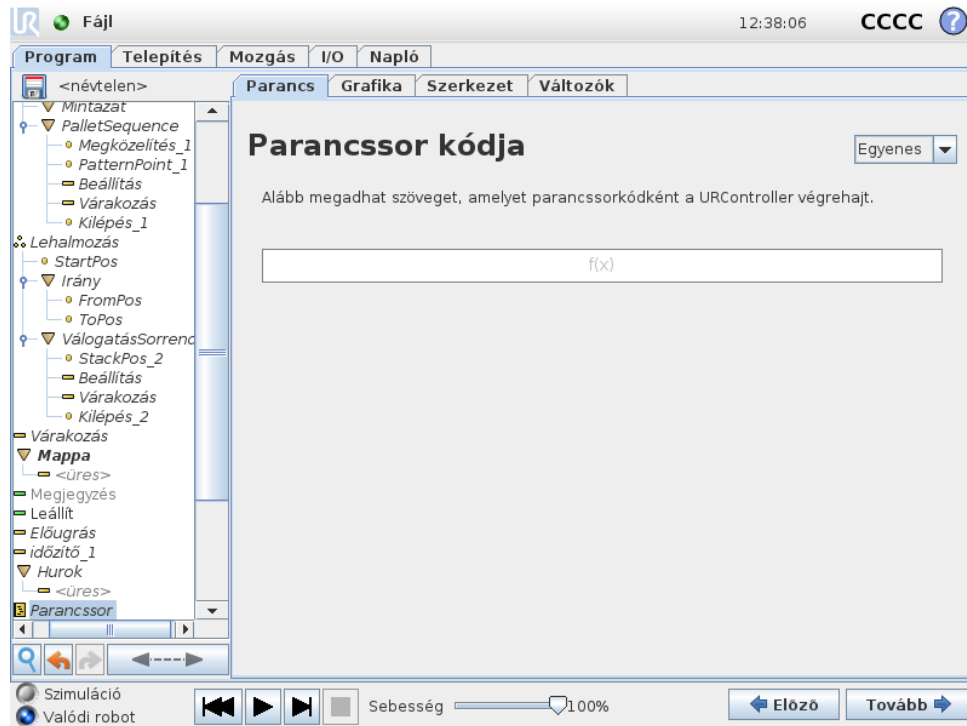 Fájl 12:38:06 CCCC ?
Program Telepítés Mozgás I/O Napló
<névtelen>
Parancs Grafika Szerkezet Változók
Mintázat
PalletSequence
Megközelítés_1
PatternPoint_1
Beállítás
Várakozás
Kilépés_1
Lehalmozás
StartPos
Irány
FromPos
ToPos
VálogatásSorrend
StackPos_2
Beállítás
Várakozás
Kilépés_2
Várakozás
Mappa
<üres>
Megjegyzés
Leállít
Előugrás
időzítő_1
Hurok
<üres>
Parancssor
Parancssor kódja
Egyenes
Alább megadhat szöveget, amelyet parancssorkódként a URController végrehajt.
f(x)
Szimuláció
Valódi robot
Sebesség 100%
Előző Tovább